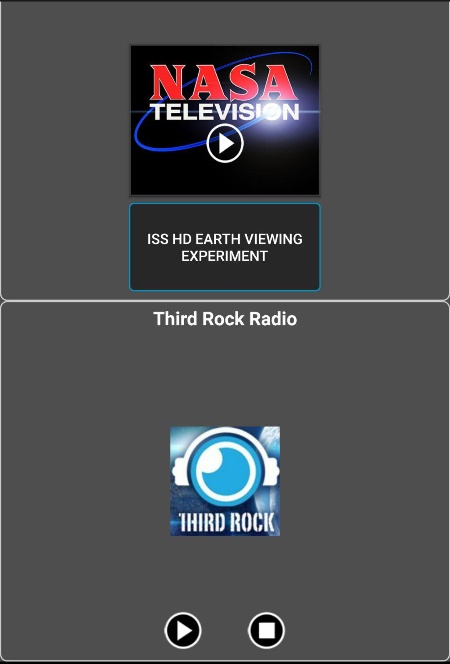 NASA
TELEVISION
ISS HD EARTH VIEWING
EXPERIMENT
Third Rock Radio
THIRD ROCK